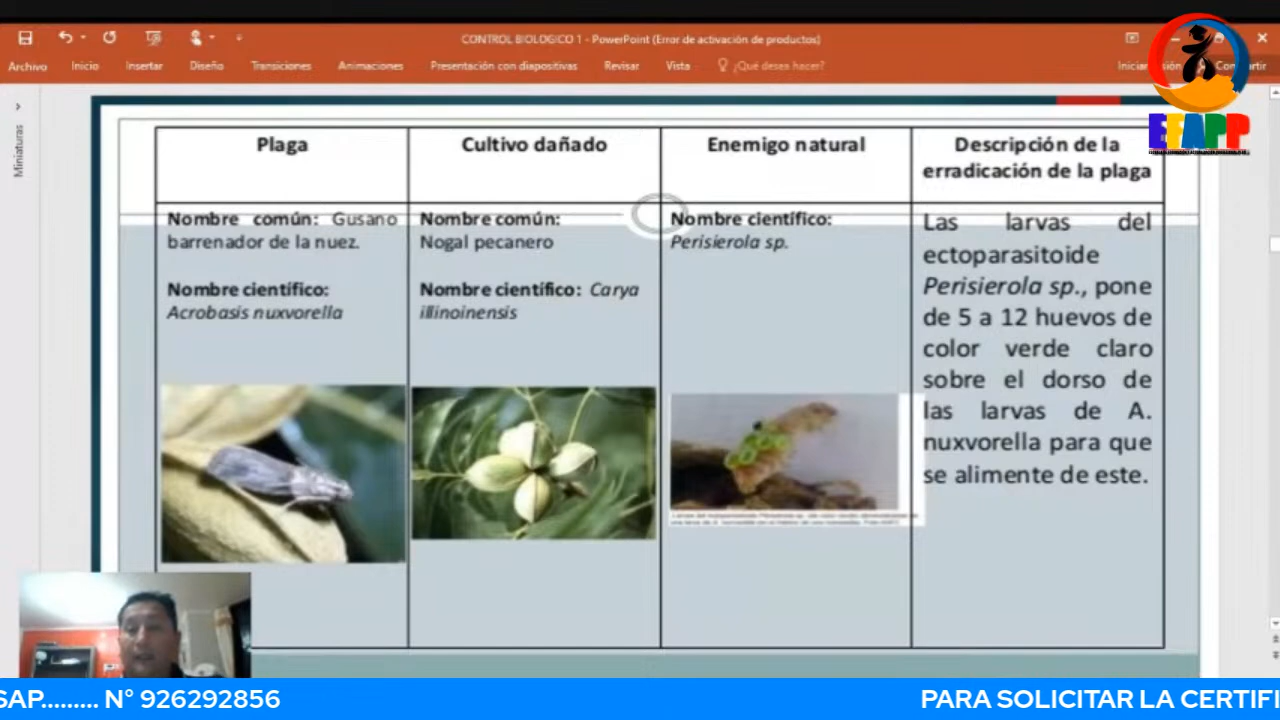 CONTROL BIOLOGICO 1 - PowerPoint (Error de activación de productos)
Archivo
Inicio
Insertar
Diseño
Transiciones
Animaciones
Presentación con diapositivas
Revisar
Vista
¿Qué desea hacer?
Iniciar
EFAPP
Miniaturas
Plaga
Cultivo dañado
Enemigo natural
Descripción de la
erradicación de la plaga
Nombre común: Gusano
barrenador de la nuez.
Nombre científico:
Acrobasis nuxvorella
Nombre común:
Nogal pecanero
Nombre científico: Carya
illinoinensis
Nombre científico:
Perisierola sp.
Las larvas del
ectoparasitoide
Perisierola sp., pone
de 5 a 12 huevos de
color verde claro
sobre el dorso de
las larvas de A.
nuxvorella para que
se alimente de este.
SAP......... N° 926292856
PARA SOLICITAR LA CERTIFI